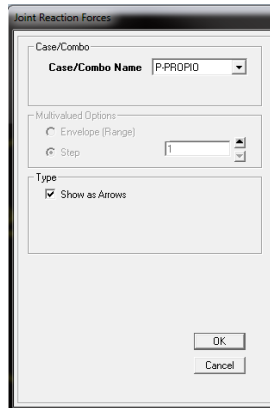 Joint Reaction Forces
Case/Combo
Case/Combo Name P-PROPIO
Multivalued Options
Envelope (Range)
Step 1
Type
Show as Arrows
OK
Cancel